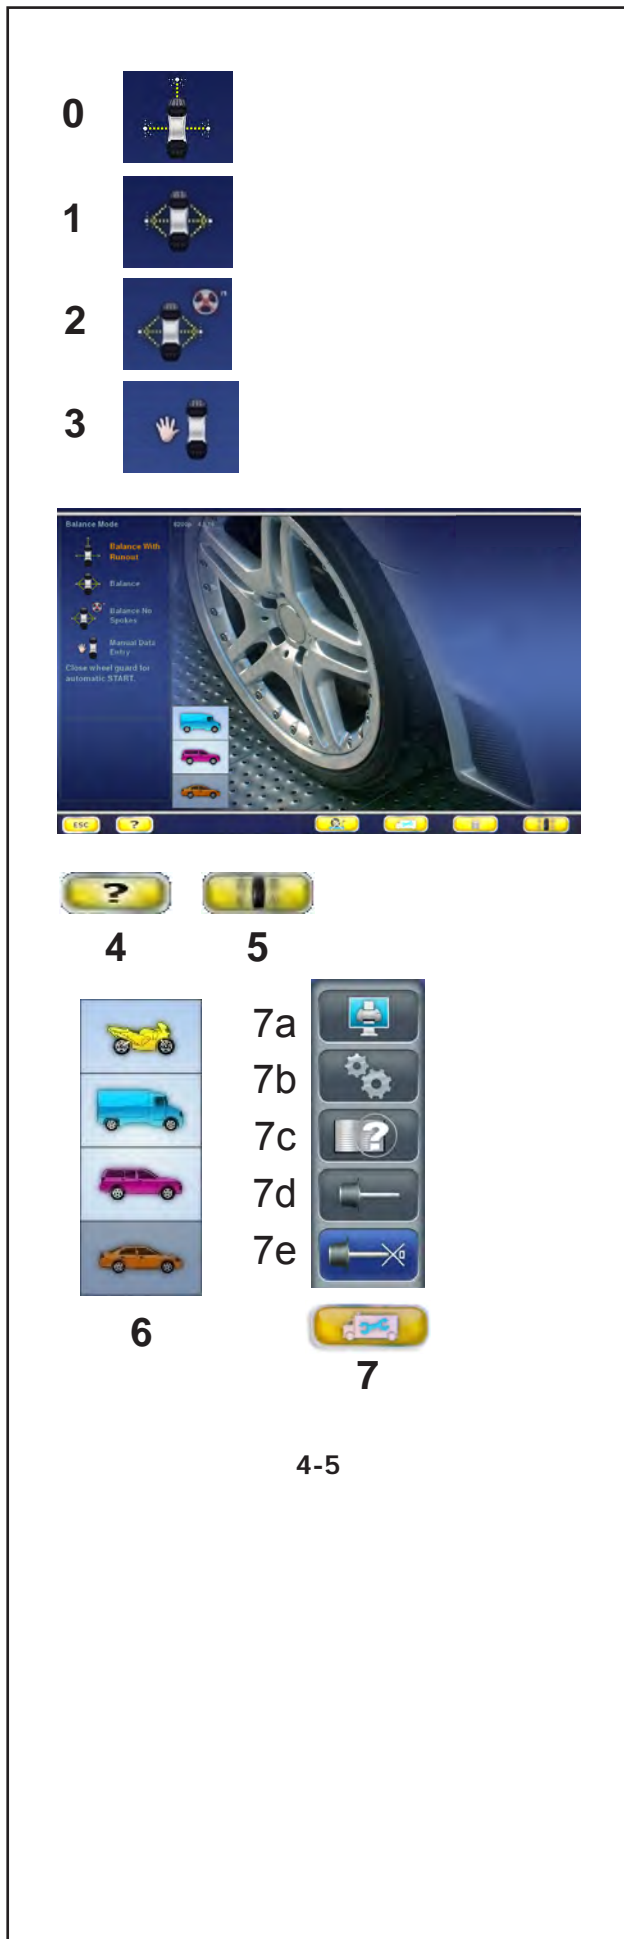 0
1
2
3
Balance Mode
Balance With
Runout
Balance
Balance No
Spokes
Manual Data
Entry
Close wheel guard for
automatic START.
ESC
?
?
4
5
7a
7b
7c
?
7d
7e
6
7
4-5